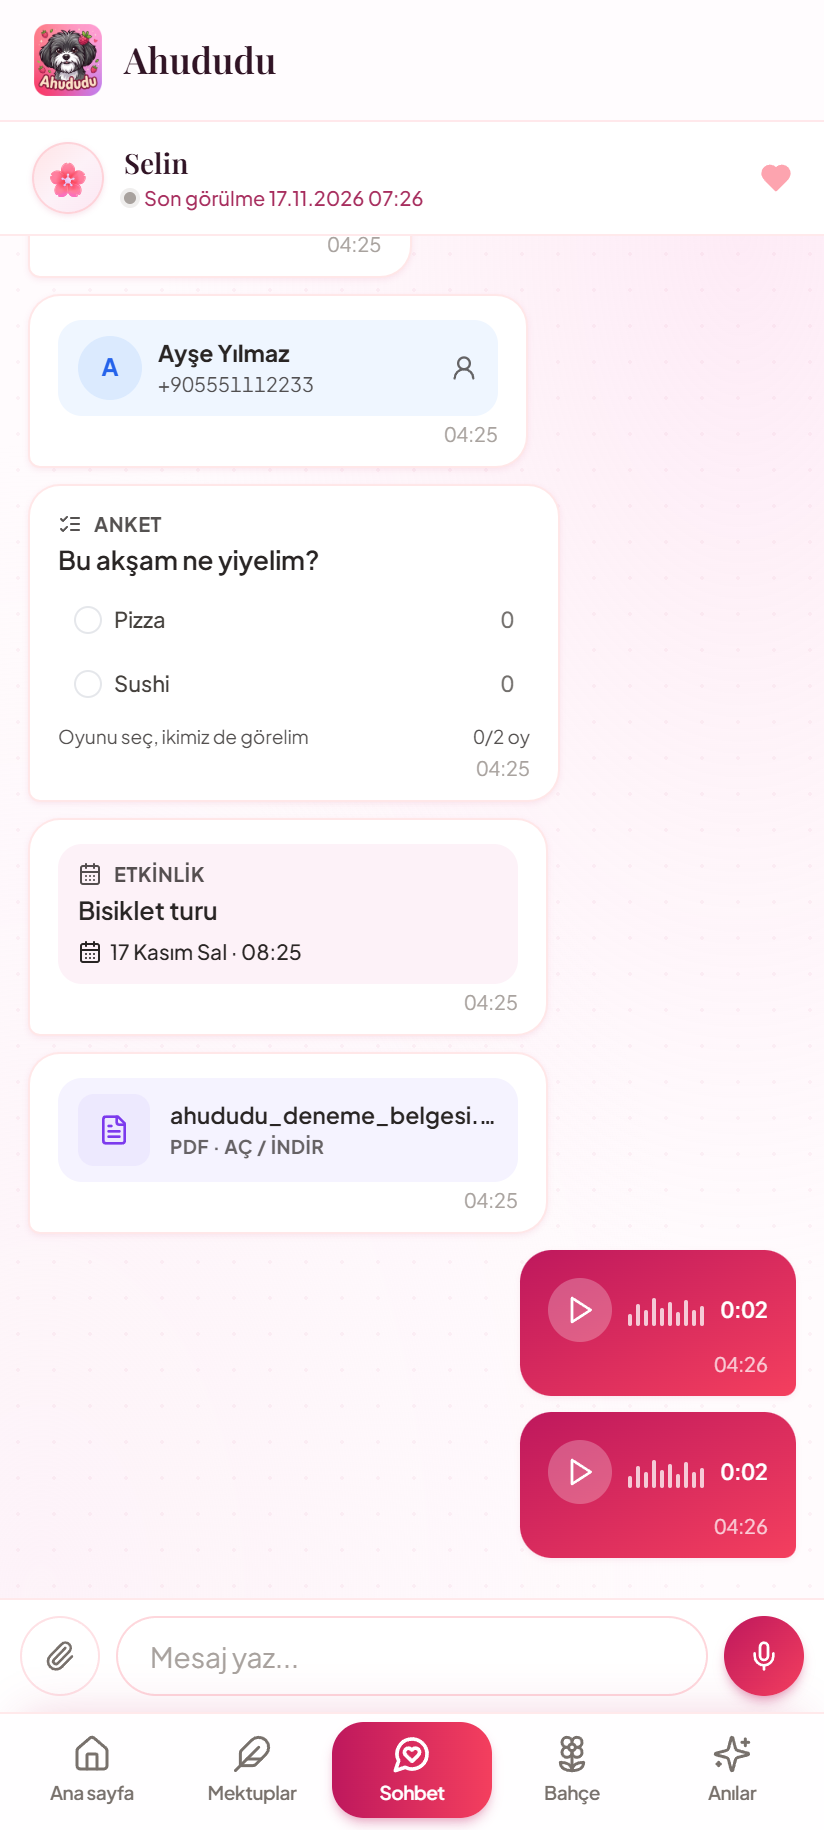 Ahududu
Ahududu
Selin
Son görülme 17.11.2026 07:26
04:25
A
Ayşe Yılmaz
+905551112233
04:25
ANKET
Bu akşam ne yiyelim?
Pizza 0
Sushi 0
Oyunu seç, ikimiz de görelim 0/2 oy
04:25
ETKİNLİK
Bisiklet turu
17 Kasım Sal · 08:25
04:25
ahududu_deneme_belgesi.…
PDF · AÇ / İNDİR
04:25
0:02
04:26
0:02
04:26
Mesaj yaz...
Ana sayfa Mektuplar Sohbet Bahçe Anılar